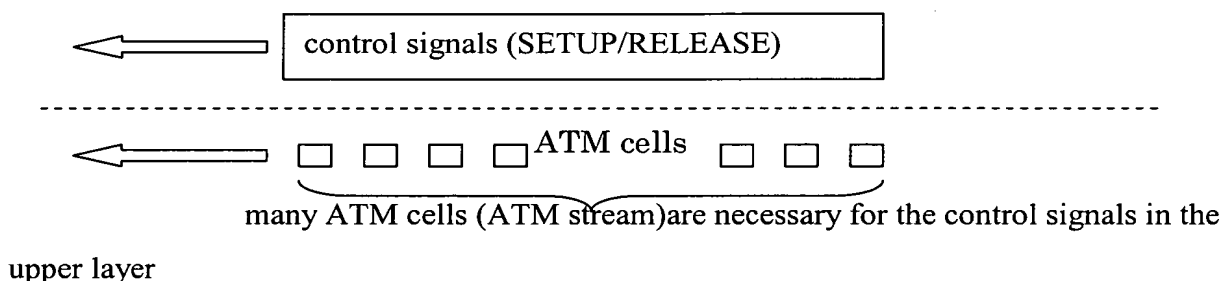 control signals (SETUP/RELEASE)
ATM cells
many ATM cells (ATM stream)are necessary for the control signals in the
upper layer